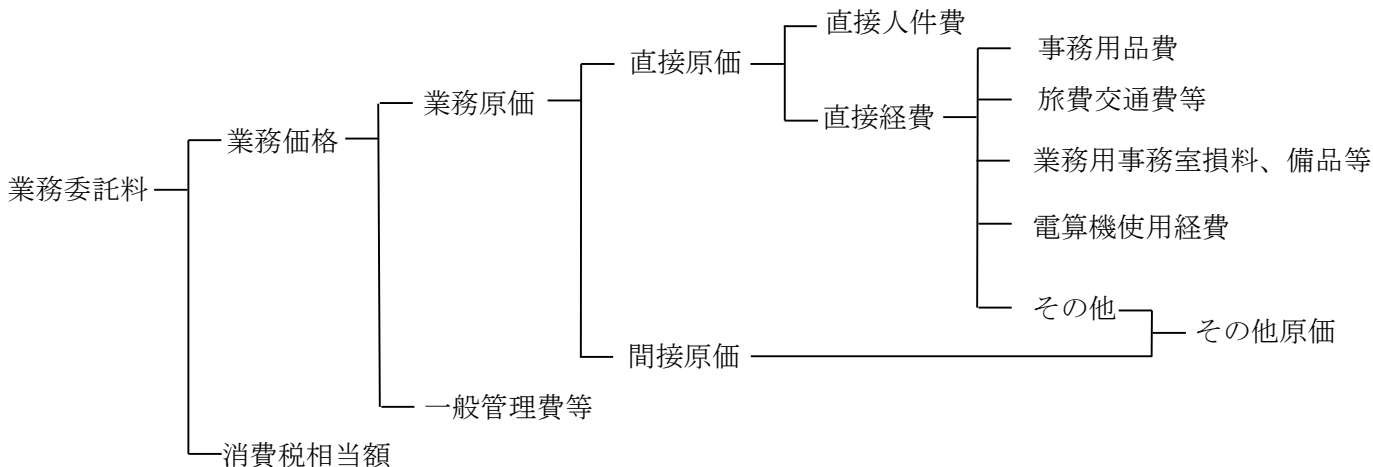 直接人件費
事務用品費
直接原価
旅費交通費等
業務原価
直接経費
業務価格
業務用事務室損料、備品等
業務委託料
電算機使用経費
その他
その他原価
間接原価
一般管理費等
消費税相当額